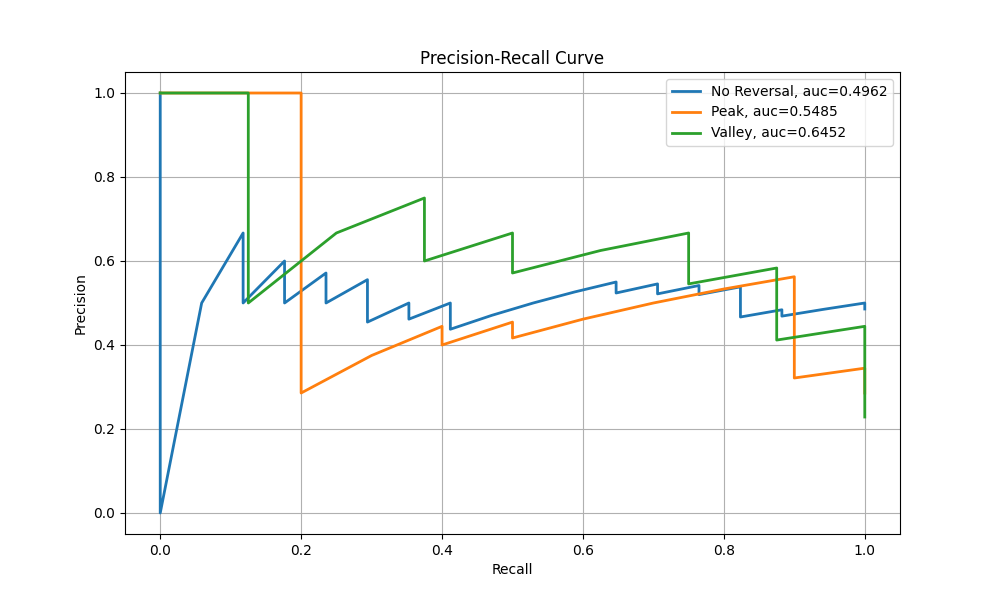 Precision-Recall Curve
No Reversal, auc=0.4962
Peak, auc=0.5485
Valley, auc=0.6452
Precision
1.0
0.8
0.6
0.4
0.2
0.0
0.0 0.2 0.4 0.6 0.8 1.0
Recall